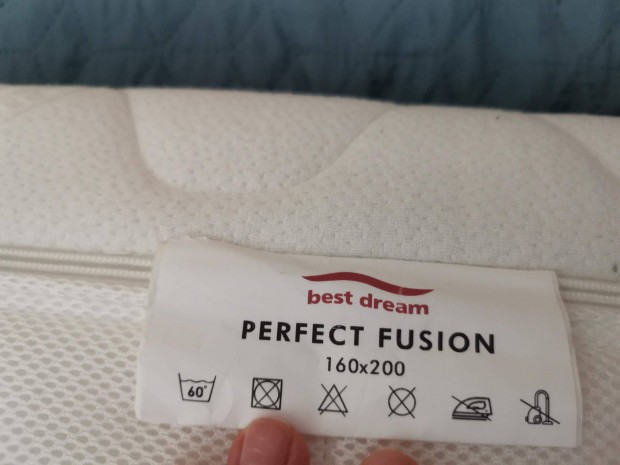 best dream
PERFECT FUSION
160x200
60°